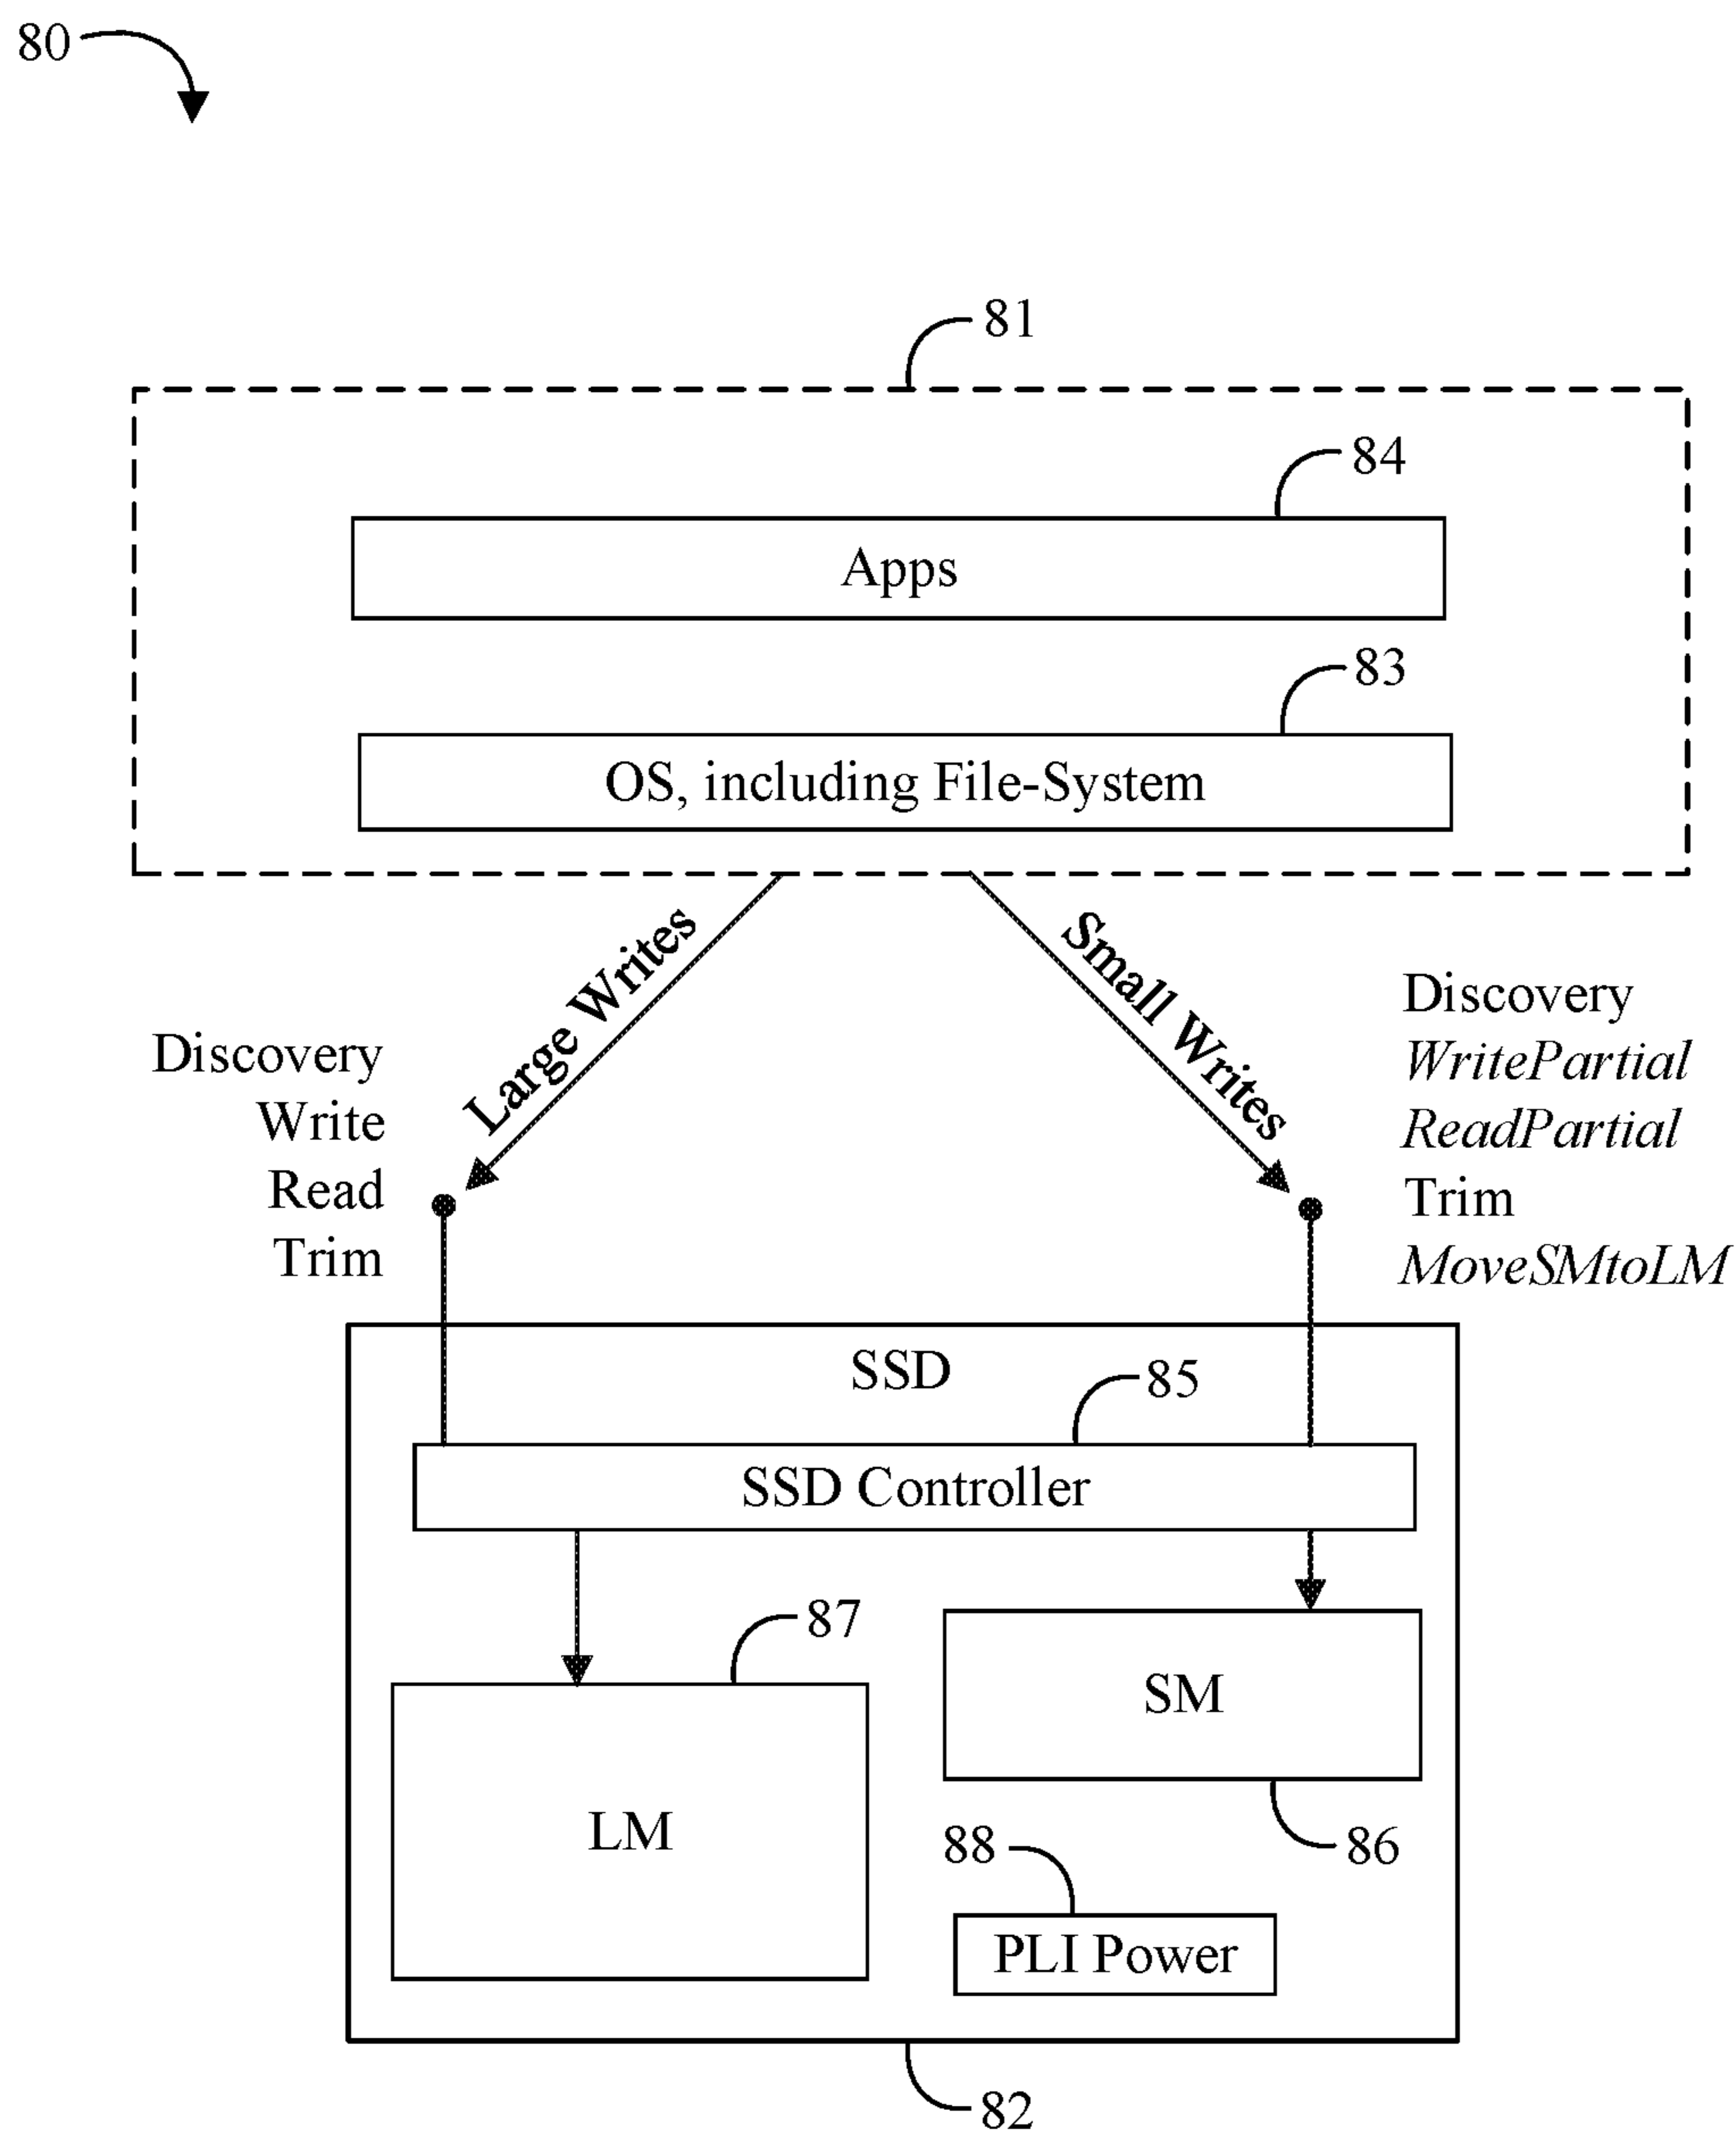 80
81
84
Apps
83
OS, including File-System
Large Writes
Small Writes
Discovery
Write
Read
Trim
Discovery
WritePartial
ReadPartial
Trim
MoveSMtoLM
SSD
85
SSD Controller
87
SM
LM
86
88
PLI Power
82